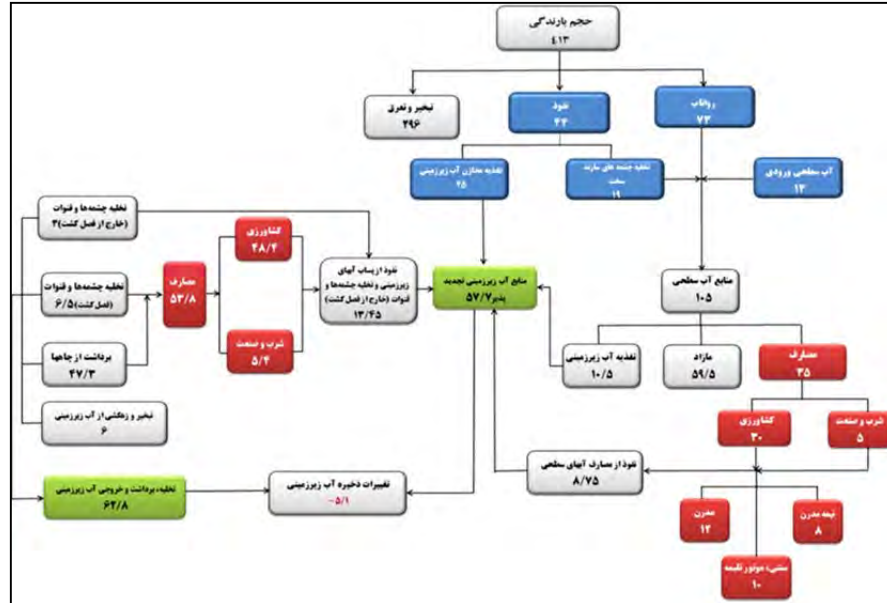 حجم بارندگی
٤١٣
تبخیر و تعرق
۲۹۶
نفوذ
۴۴
رواناب
۷۳
تغذیه مخازن آب زیرزمینی
۲۵
تخلیه چشمه های سازند
سخت
۱۹
آب سطحی ورودی
۱۳
تخلیه چشمه‌ها و قنوات
(خارج از فصل کشت)۳
کشاورزی
۴۸/۴
مصارف
۵۳/۸
تخلیه چشمه‌ها و قنوات
(فصل کشت)۶/۵
نفوذ از پساب آبهای
زیرزمینی و تخلیه چشمه‌ها و
قنوات (خارج از فصل کشت)
۱۳/۴۵
منابع آب زیرزمینی تجدید
پذیر۵۷/۷
منابع آب سطحی
۱۰۵
شرب و صنعت
۵/۴
برداشت از چاهها
۴۷/۳
تغذیه آب زیرزمینی
۱۰/۵
مازاد
۵۹/۵
مصارف
۳۵
تبخیر و زهکشی از آب زیرزمینی
۶
کشاورزی
۳۰
شرب و صنعت
۵
نفوذ از مصارف آبهای سطحی
۸/۷۵
تخلیه، برداشت و خروجی آب زیرزمینی
۶۲/۸
تغییرات ذخیره آب زیرزمینی
-۵/۱
مدرن
۱۲
نیمه مدرن
۸
سنتی، موتور تلمبه
۱۰